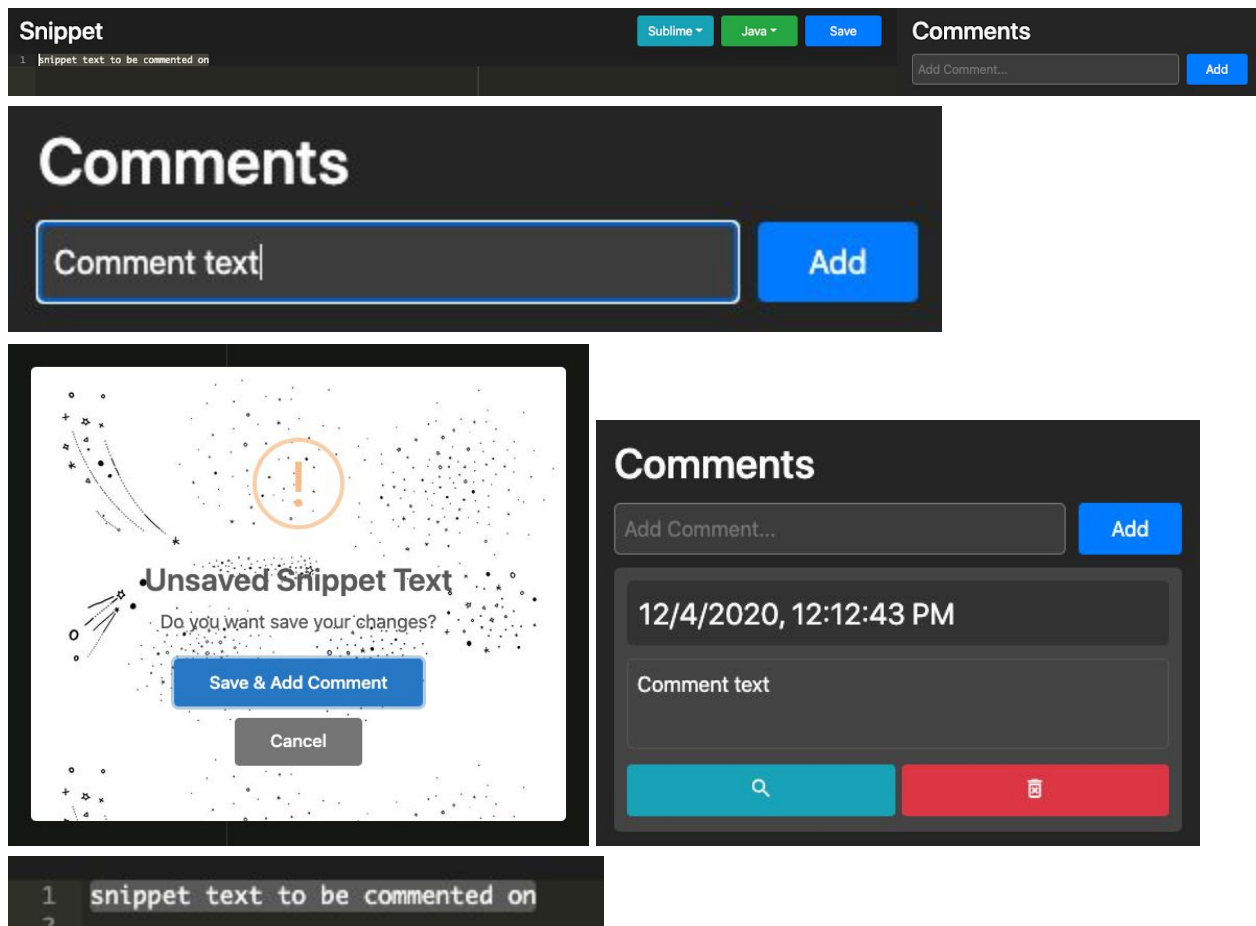 Snippet
Sublime
Java
Save
1 snippet text to be commented on
Comments
Add Comment...
Add
Comments
Comment text
Add
!
Unsaved Snippet Text
Do you want save your changes?
Save & Add Comment
Cancel
Comments
Add Comment...
Add
12/4/2020, 12:12:43 PM
Comment text
1 snippet text to be commented on
2